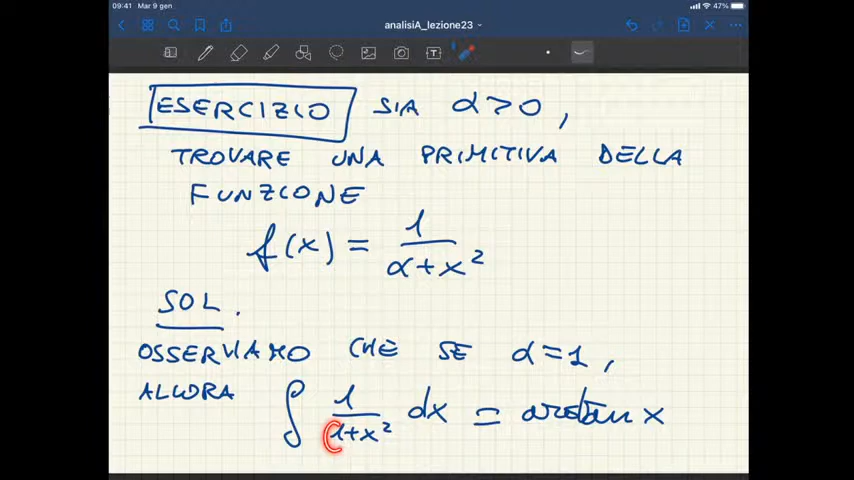 09:41 Mar 9 gen
47%
analisiA_lezione23
ESERCIZIO SIA α>0,
TROVARE UNA PRIMITIVA DELLA
FUNZIONE
f(x) = 1/(α+x²)
SOL.
OSSERVIAMO CHE SE α=1,
ALLORA ∫ 1/(1+x²) dx = arctan x